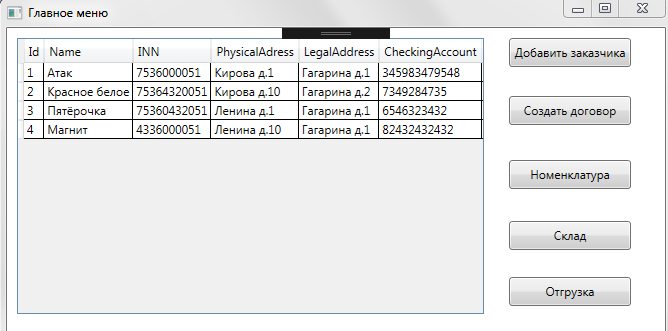 Главное меню
Id Name INN PhysicalAdress LegalAddress CheckingAccount
1 Атак 7536000051 Кирова д.1 Гагарина д.1 345983479548
2 Красное белое 75364320051 Кирова д.10 Гагарина д.2 7349284735
3 Пятёрочка 75360432051 Ленина д.1 Гагарина д.1 6546323432
4 Магнит 4336000051 Ленина д.10 Гагарина д.1 82432432432
Добавить заказчика
Создать договор
Номенклатура
Склад
Отгрузка